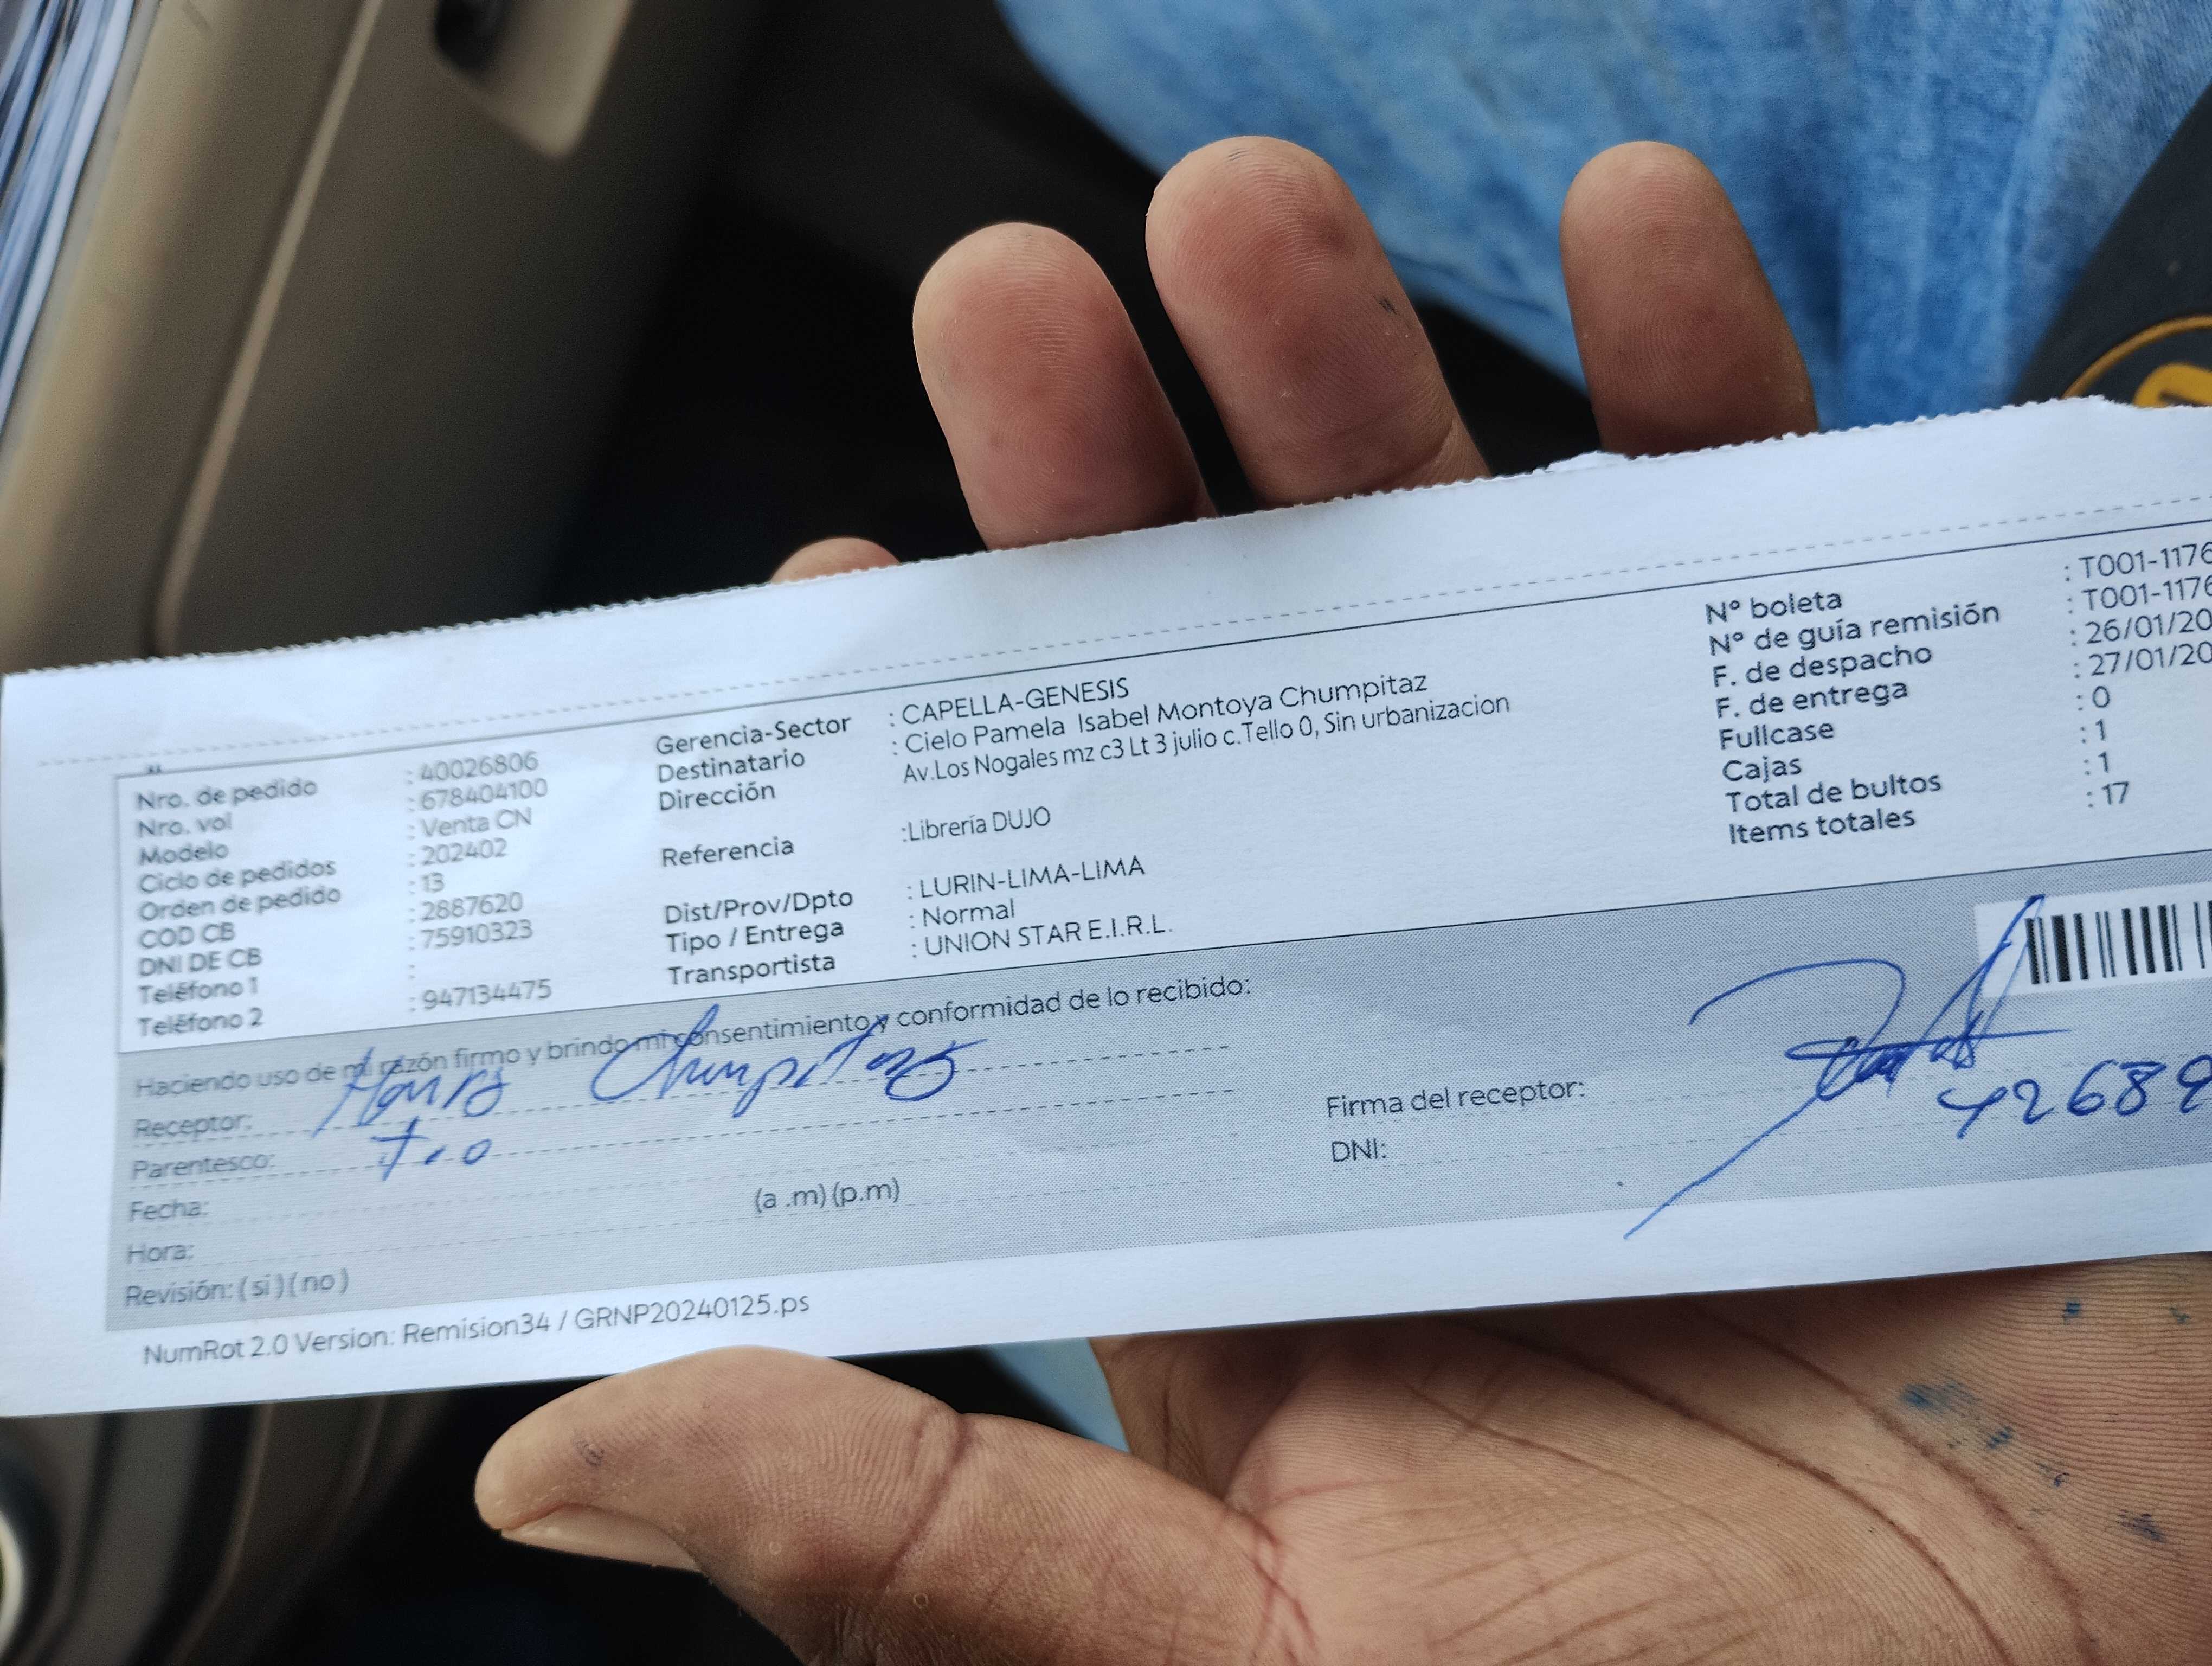 Nro. de pedido : 40026806
Nro. vol : 678404100
Modelo : Venta CN
Ciclo de pedidos : 202402
Orden de pedido : 13
COD CB : 2887620
DNI DE CB : 75910323
Teléfono 1 :
Teléfono 2 : 947134475
Gerencia-Sector : CAPELLA-GENESIS
Destinatario : Cielo Pamela Isabel Montoya Chumpitaz
Dirección Av.Los Nogales mz c3 Lt 3 julio c.Tello 0, Sin urbanizacion
Referencia :Librería DUJO
Dist/Prov/Dpto : LURIN-LIMA-LIMA
Tipo / Entrega : Normal
Transportista : UNION STAR E.I.R.L.
N° boleta : T001-1176
N° de guía remisión : T001-1176
F. de despacho : 26/01/20
F. de entrega : 27/01/20
Fullcase : 0
Cajas : 1
Total de bultos : 1
Items totales : 17
Haciendo uso de mi razón firmo y brindo mi consentimiento y conformidad de lo recibido:
Receptor: Chumpitaz
Parentesco: tio
Fecha:
Hora: (a .m) (p.m)
Revisión: ( si ) ( no )
Firma del receptor:
DNI: 42689
NumRot 2.0 Version: Remision34 / GRNP20240125.ps